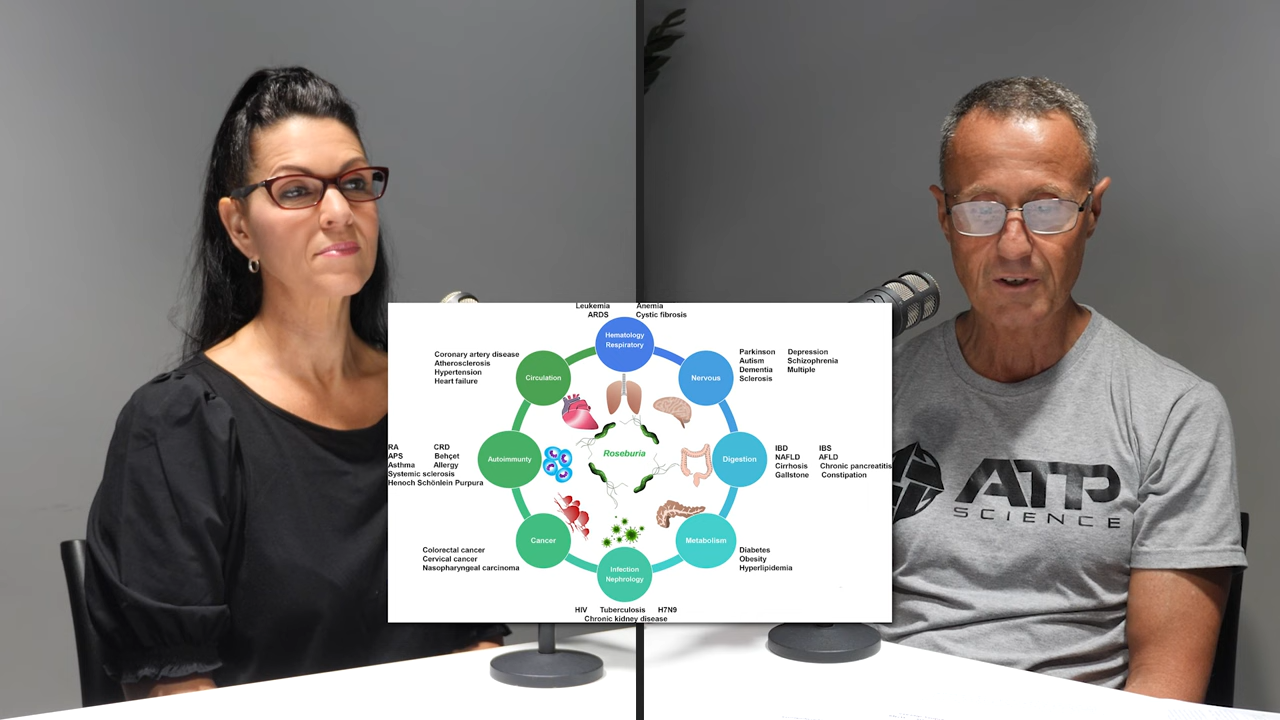 Leukemia Anemia
ARDS Cystic fibrosis
Hematology
Respiratory
Coronary artery disease
Atherosclerosis
Hypertension
Heart failure
Circulation
Nervous
Parkinson Depression
Autism Schizophrenia
Dementia Multiple
Sclerosis
RA CRD
APS Behçet
Asthma Allergy
Systemic sclerosis
Henoch Schönlein Purpura
Autoimmunty
Roseburia
Digestion
IBD IBS
NAFLD AFLD
Cirrhosis Chronic pancreatitis
Gallstone Constipation
Colorectal cancer
Cervical cancer
Nasopharyngeal carcinoma
Cancer
Metabolism
Diabetes
Obesity
Hyperlipidemia
Infection
Nephrology
HIV Tuberculosis H7N9
Chronic kidney disease
ATP
SCIENCE